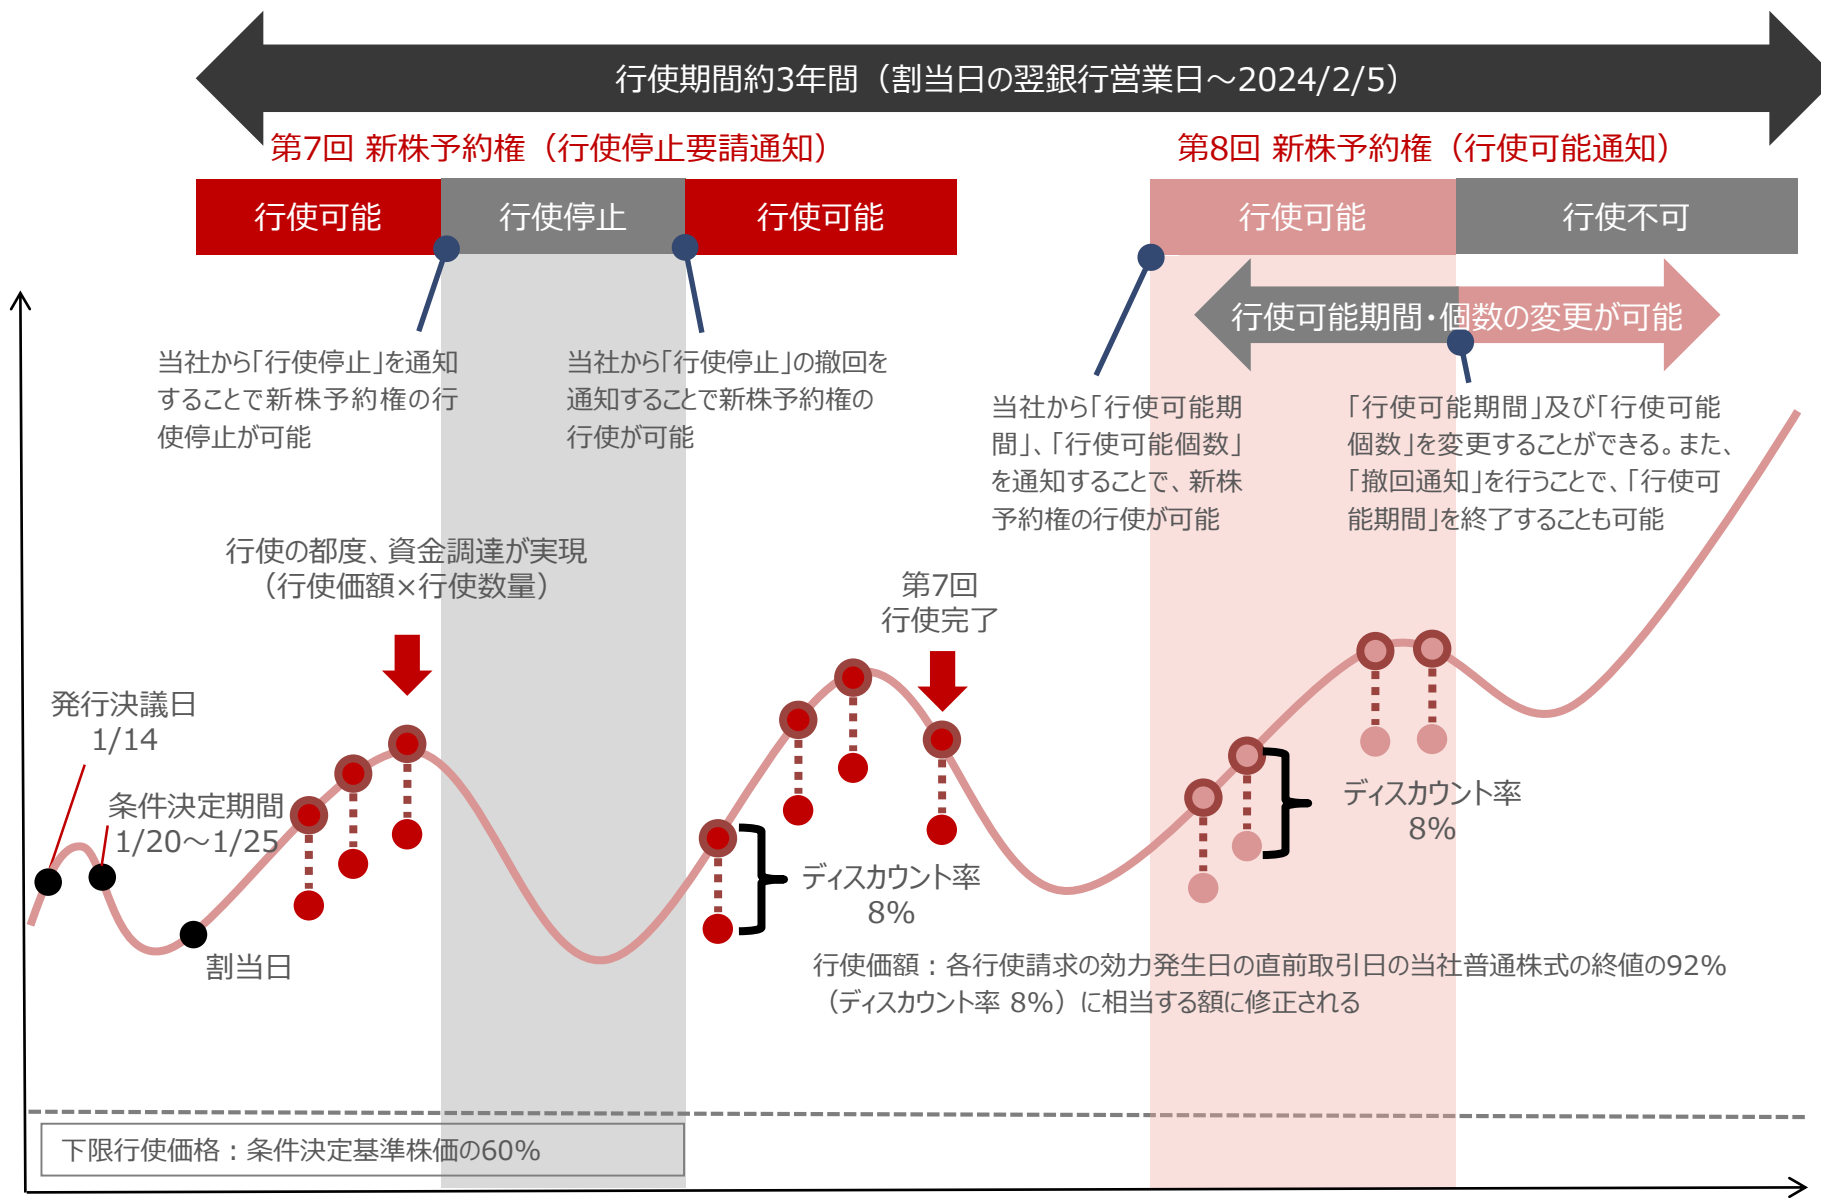 行使期間約3年間（割当日の翌銀行営業日～2024/2/5）
第7回 新株予約権（行使停止要請通知）
第8回 新株予約権（行使可能通知）
行使可能
行使停止
行使可能
行使可能
行使不可
行使可能期間・個数の変更が可能
当社から「行使停止」を通知
することで新株予約権の行
使停止が可能
当社から「行使停止」の撤回を
通知することで新株予約権の
行使が可能
当社から「行使可能期
間」、「行使可能個数」
を通知することで、新株
予約権の行使が可能
「行使可能期間」及び「行使可能
個数」を変更することができる。また、
「撤回通知」を行うことで、「行使可
能期間」を終了することも可能
行使の都度、資金調達が実現
（行使価額×行使数量）
第7回
行使完了
発行決議日
1/14
条件決定期間
1/20～1/25
割当日
ディスカウント率
8%
ディスカウント率
8%
行使価額：各行使請求の効力発生日の直前取引日の当社普通株式の終値の92%
（ディスカウント率 8%）に相当する額に修正される
下限行使価格：条件決定基準株価の60%